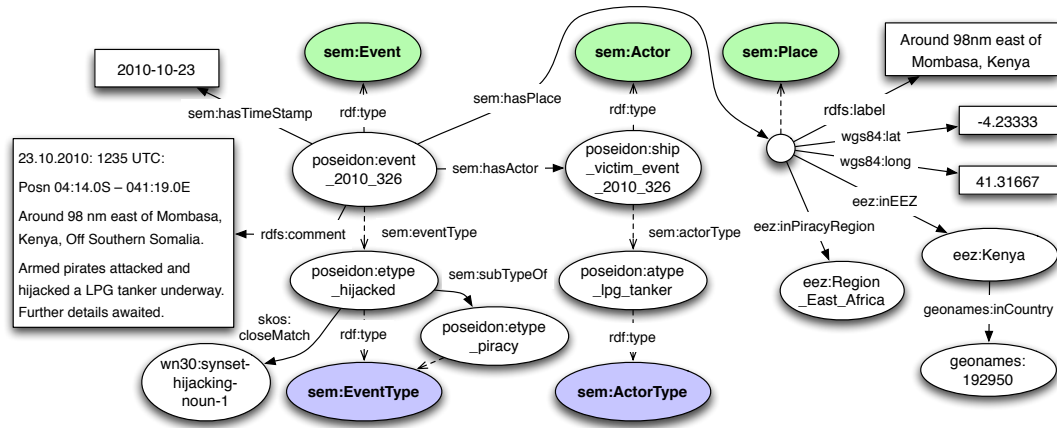 sem:Event
sem:Actor
sem:Place
Around 98nm east of
Mombasa, Kenya
2010-10-23
sem:hasTimeStamp
rdf:type
sem:hasPlace
rdf:type
rdfs:label
-4.23333
wgs84:lat
wgs84:long
41.31667
23.10.2010: 1235 UTC:
Posn 04:14.0S – 041:19.0E
Around 98 nm east of Mombasa,
Kenya, Off Southern Somalia.
Armed pirates attacked and
hijacked a LPG tanker underway.
Further details awaited.
poseidon:event
_2010_326
sem:hasActor
poseidon:ship
_victim_event
_2010_326
eez:inEEZ
eez:inPiracyRegion
rdfs:comment
sem:eventType
sem:actorType
eez:Kenya
poseidon:etype
_hijacked
sem:subTypeOf
poseidon:atype
_lpg_tanker
eez:Region
_East_Africa
geonames:inCountry
skos:
closeMatch
rdf:type
poseidon:etype
_piracy
rdf:type
wn30:synset-
hijacking-
noun-1
sem:EventType
sem:ActorType
geonames:
192950